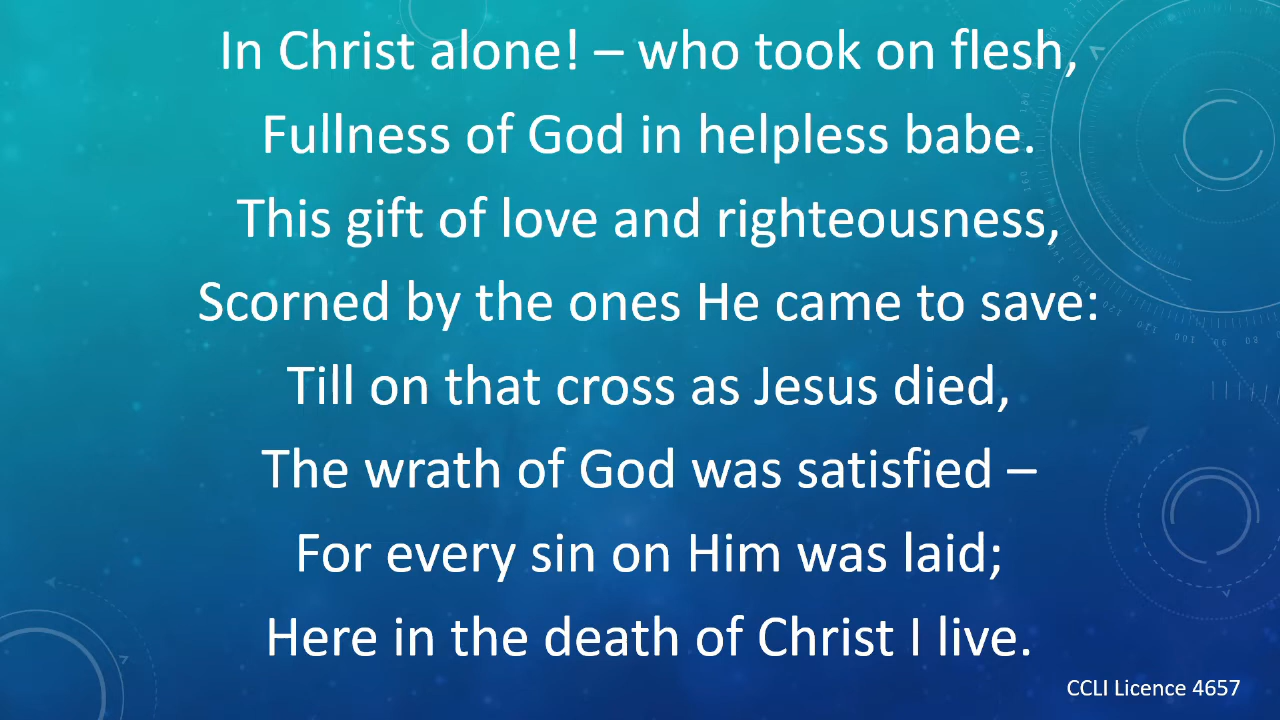 In Christ alone! – who took on flesh,
Fullness of God in helpless babe.
This gift of love and righteousness,
Scorned by the ones He came to save:
Till on that cross as Jesus died,
The wrath of God was satisfied –
For every sin on Him was laid;
Here in the death of Christ I live.
CCLI Licence 4657